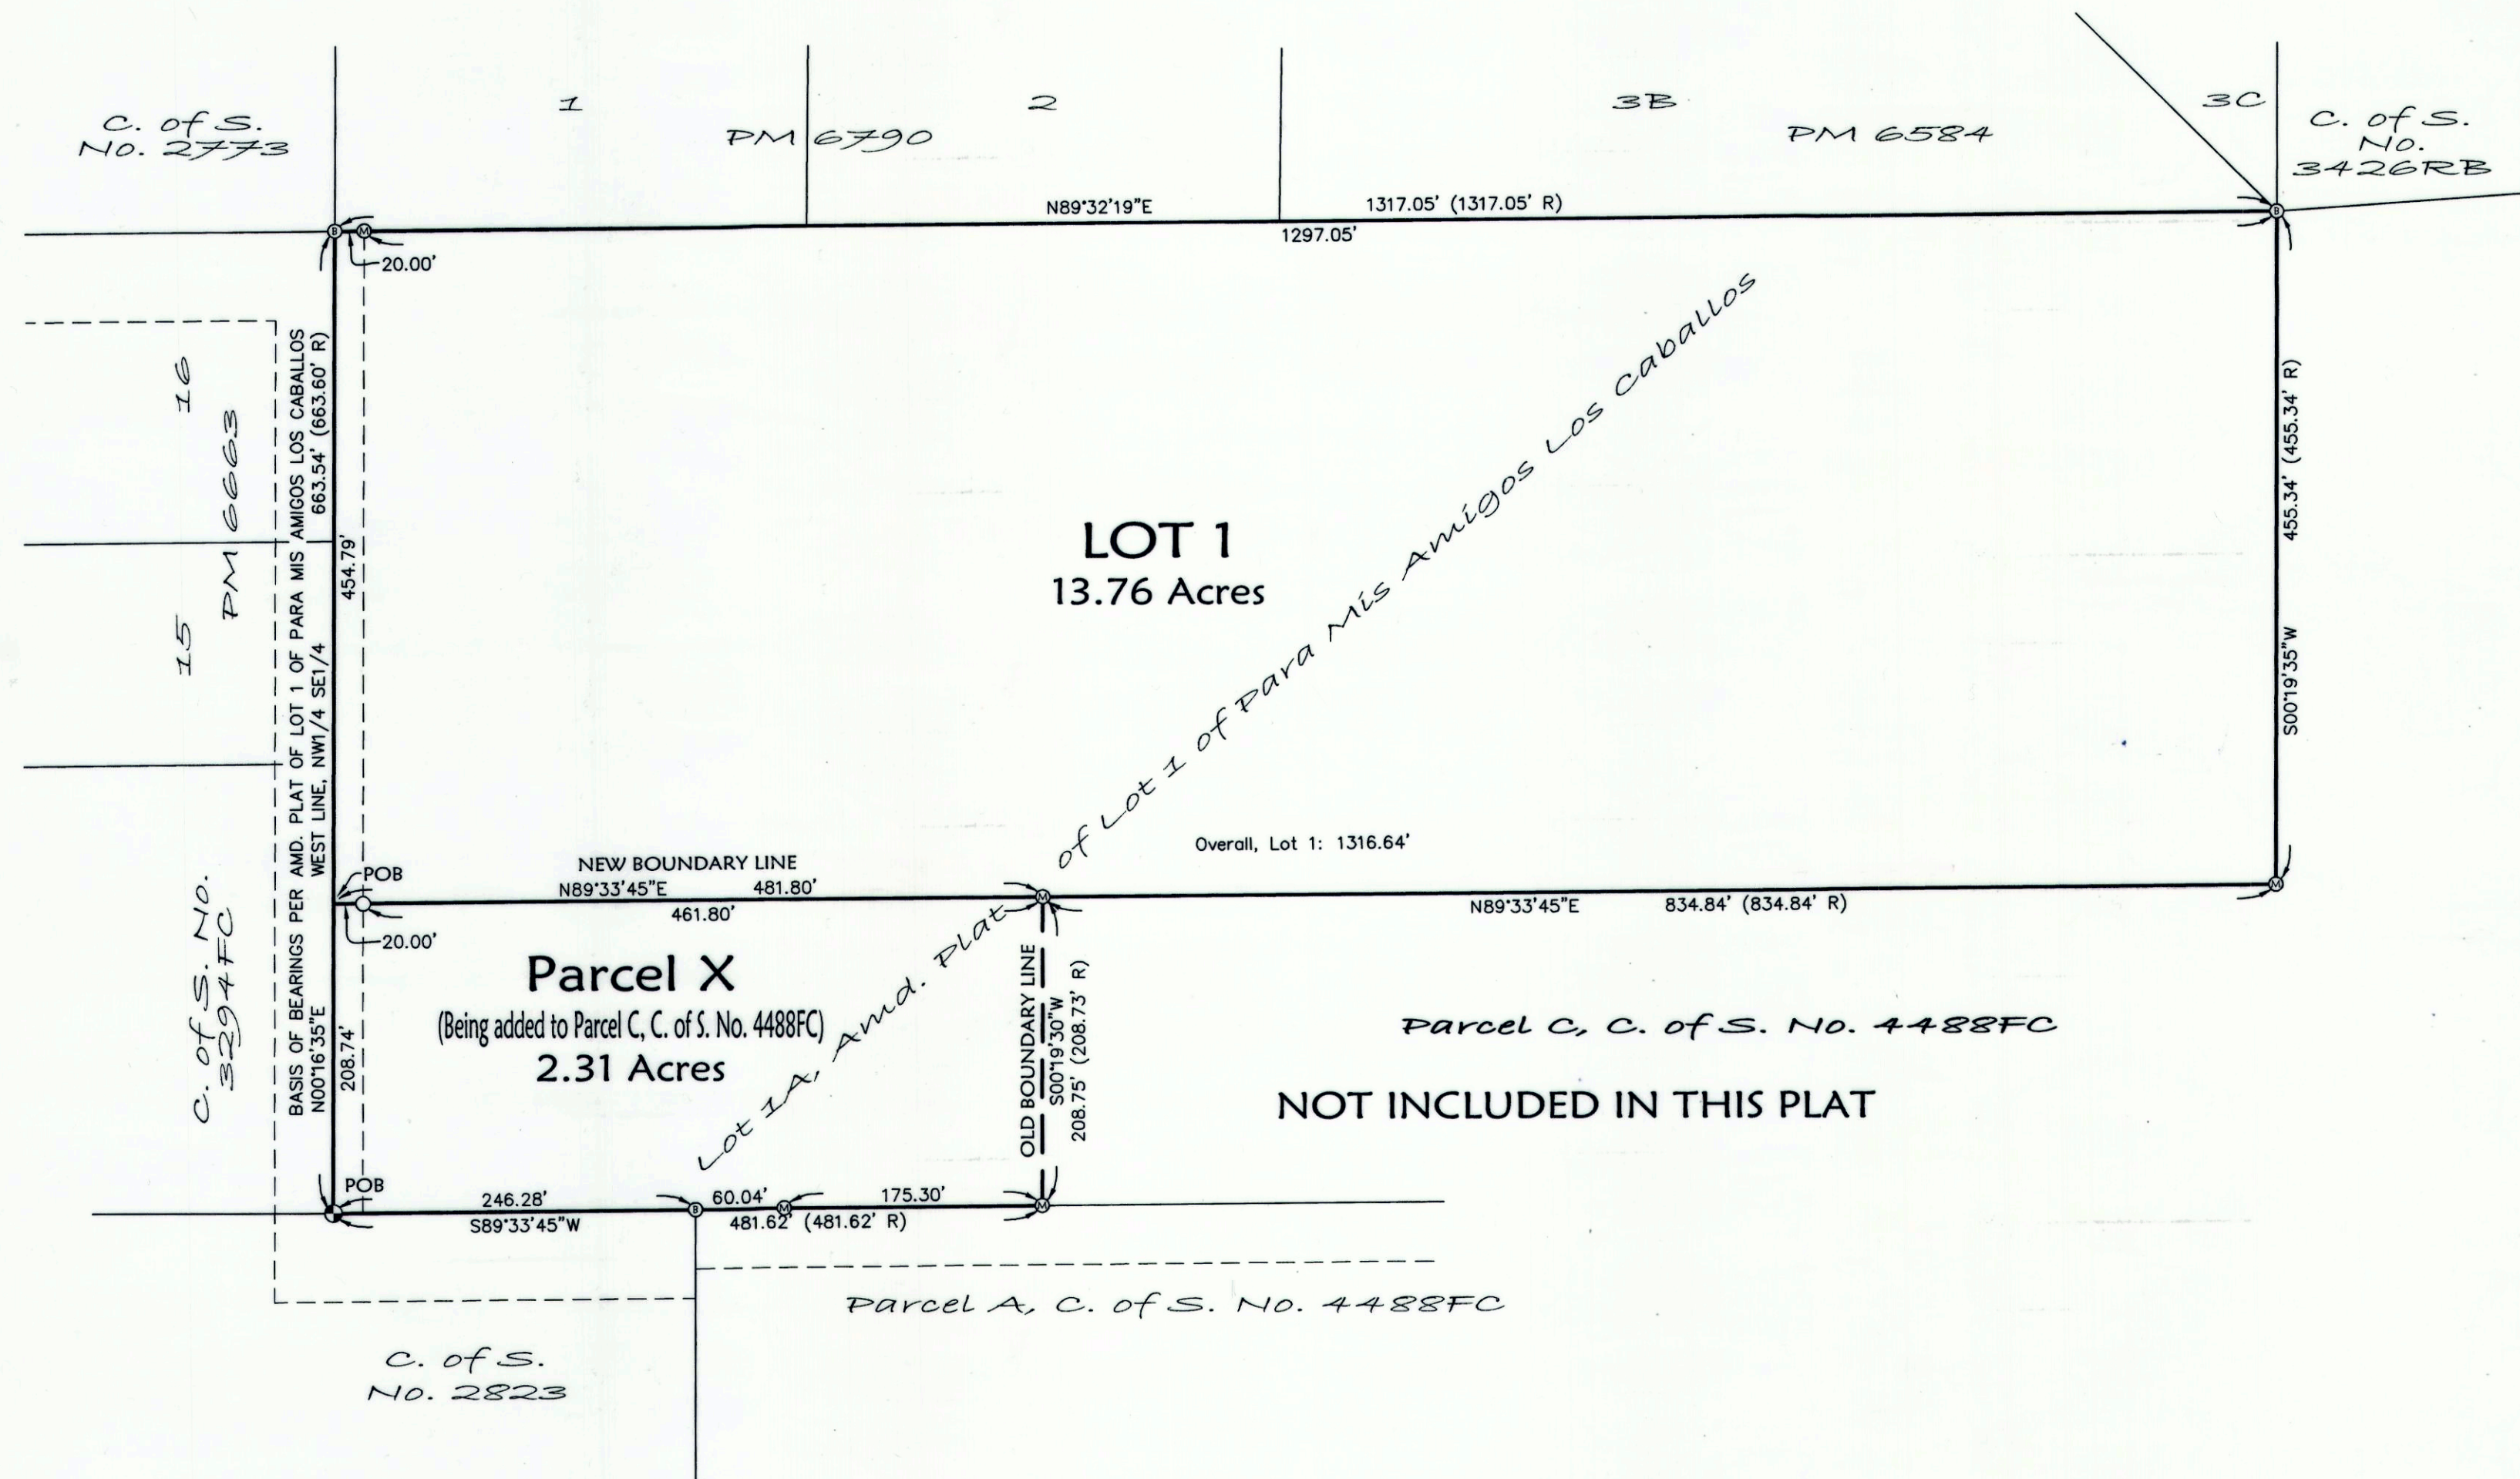 C. of S.
No. 2773
1
PM 6790
2
3B
PM 6584
3C
C. of S.
No.
3426RB
N89°32'19"E
1317.05' (1317.05' R)
1297.05'
B
M
B
20.00'
16
PM 6663
15
C. of S. No.
3294FC
BASIS OF BEARINGS PER AMD. PLAT OF LOT 1 OF PARA MIS AMIGOS LOS CABALLOS
N00°16'35"E WEST LINE, NW1/4 SE1/4 663.54' (663.60' R)
454.79'
208.74'
LOT 1
13.76 Acres
Lot 1A, Amd. Plat of Lot 1 of Para Mis Amigos Los Caballos
455.34' (455.34' R)
S00°19'35"W
Overall, Lot 1: 1316.64'
POB
NEW BOUNDARY LINE
N89°33'45"E 481.80'
461.80'
M
N89°33'45"E 834.84' (834.84' R)
M
20.00'
Parcel X
(Being added to Parcel C, C. of S. No. 4488FC)
2.31 Acres
OLD BOUNDARY LINE
S00°19'30"W
208.75' (208.73' R)
Parcel C, C. of S. No. 4488FC
NOT INCLUDED IN THIS PLAT
POB
246.28'
60.04'
175.30'
B
M
M
S89°33'45"W
481.62' (481.62' R)
Parcel A, C. of S. No. 4488FC
C. of S.
No. 2823